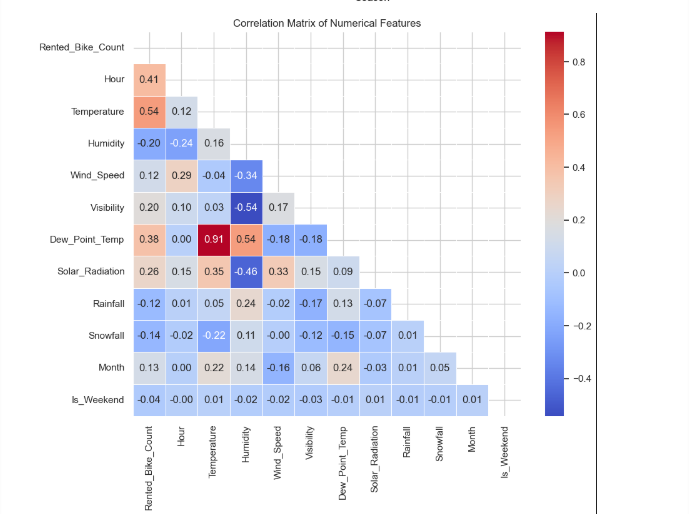 Correlation Matrix of Numerical Features
Rented_Bike_Count
Hour 0.41
Temperature 0.54 0.12
Humidity -0.20 -0.24 0.16
Wind_Speed 0.12 0.29 -0.04 -0.34
Visibility 0.20 0.10 0.03 -0.54 0.17
Dew_Point_Temp 0.38 0.00 0.91 0.54 -0.18 -0.18
Solar_Radiation 0.26 0.15 0.35 -0.46 0.33 0.15 0.09
Rainfall -0.12 0.01 0.05 0.24 -0.02 -0.17 0.13 -0.07
Snowfall -0.14 -0.02 -0.22 0.11 -0.00 -0.12 -0.15 -0.07 0.01
Month 0.13 0.00 0.22 0.14 -0.16 0.06 0.24 -0.03 0.01 0.05
Is_Weekend -0.04 -0.00 0.01 -0.02 -0.02 -0.03 -0.01 0.01 -0.01 -0.01 0.01
Rented_Bike_Count
Hour
Temperature
Humidity
Wind_Speed
Visibility
Dew_Point_Temp
Solar_Radiation
Rainfall
Snowfall
Month
Is_Weekend
0.8
0.6
0.4
0.2
0.0
-0.2
-0.4